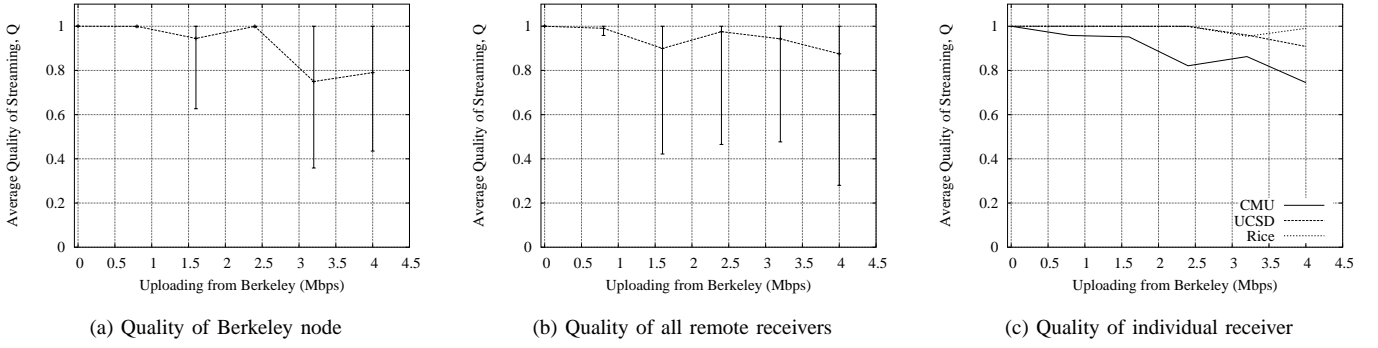 Average Quality of Streaming, Q
1
0.8
0.6
0.4
0.2
0
0 0.5 1 1.5 2 2.5 3 3.5 4 4.5
Uploading from Berkeley (Mbps)
(a) Quality of Berkeley node
Average Quality of Streaming, Q
1
0.8
0.6
0.4
0.2
0
0 0.5 1 1.5 2 2.5 3 3.5 4 4.5
Uploading from Berkeley (Mbps)
(b) Quality of all remote receivers
Average Quality of Streaming, Q
1
0.8
0.6
0.4
0.2
0
CMU
UCSD
Rice
0 0.5 1 1.5 2 2.5 3 3.5 4 4.5
Uploading from Berkeley (Mbps)
(c) Quality of individual receiver